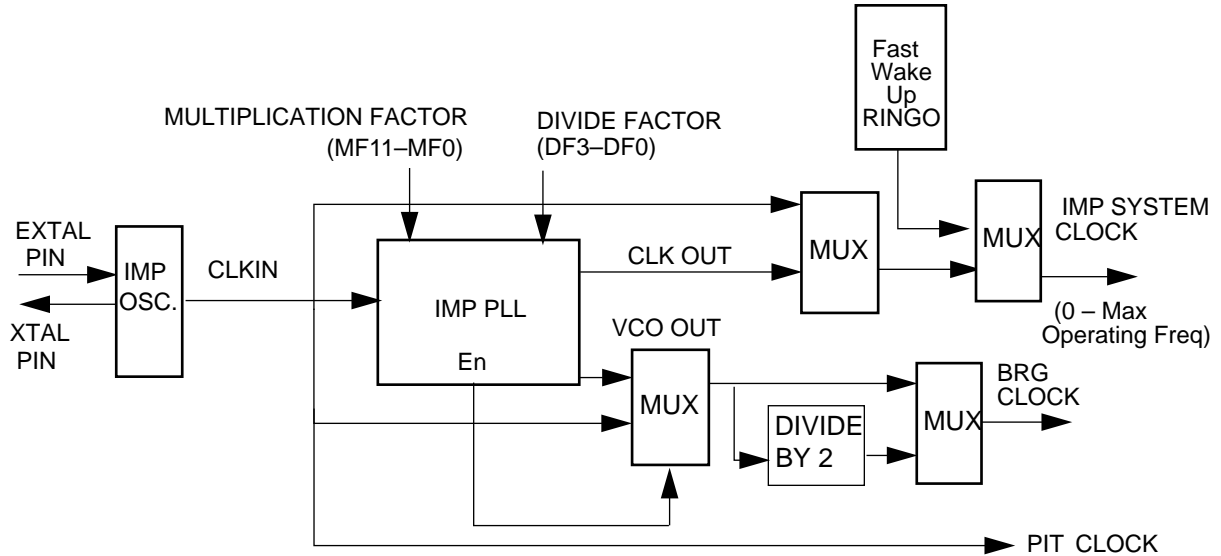 Fast
Wake
Up
RINGO
MULTIPLICATION FACTOR
(MF11–MF0)
DIVIDE FACTOR
(DF3–DF0)
EXTAL
PIN
XTAL
PIN
IMP
OSC.
CLKIN
IMP PLL
En
CLK OUT
VCO OUT
MUX
MUX
MUX
IMP SYSTEM
CLOCK
(0 – Max
Operating Freq)
DIVIDE
BY 2
MUX
BRG
CLOCK
PIT CLOCK